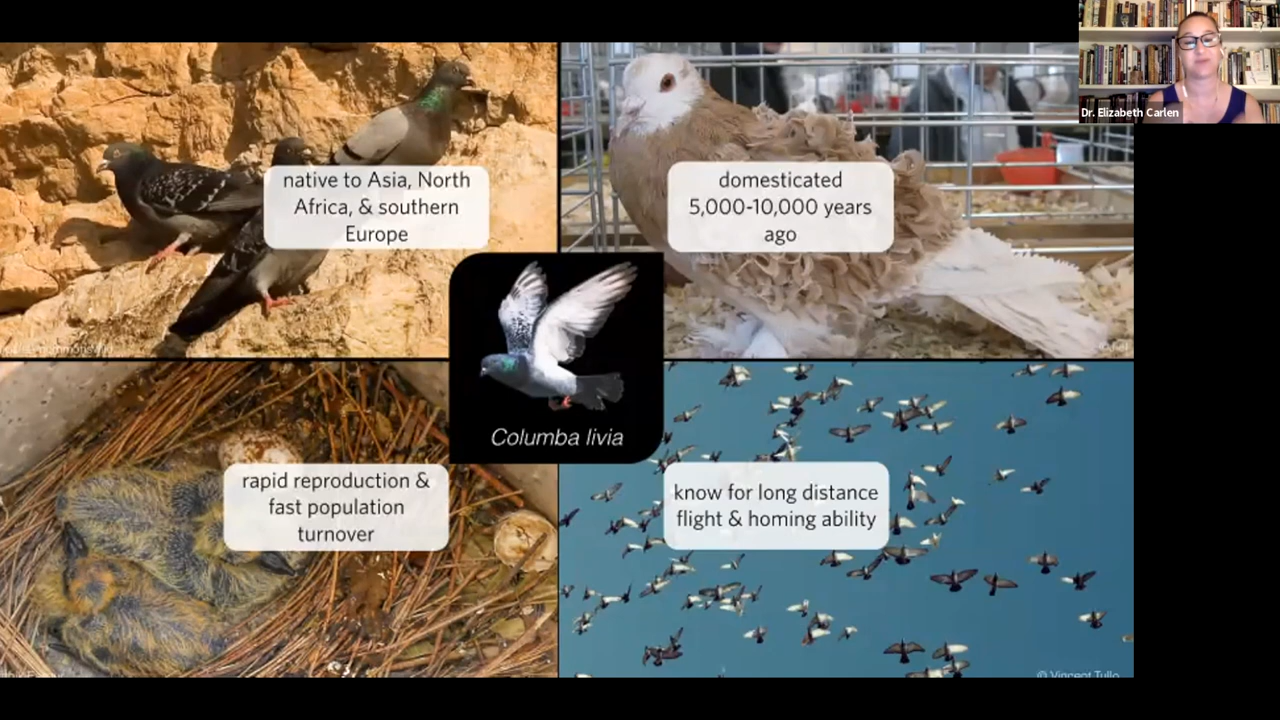 Dr. Elizabeth Carlen
native to Asia, North
Africa, & southern
Europe
domesticated
5,000-10,000 years
ago
Columba livia
rapid reproduction &
fast population
turnover
know for long distance
flight & homing ability
© Vincent Tullo